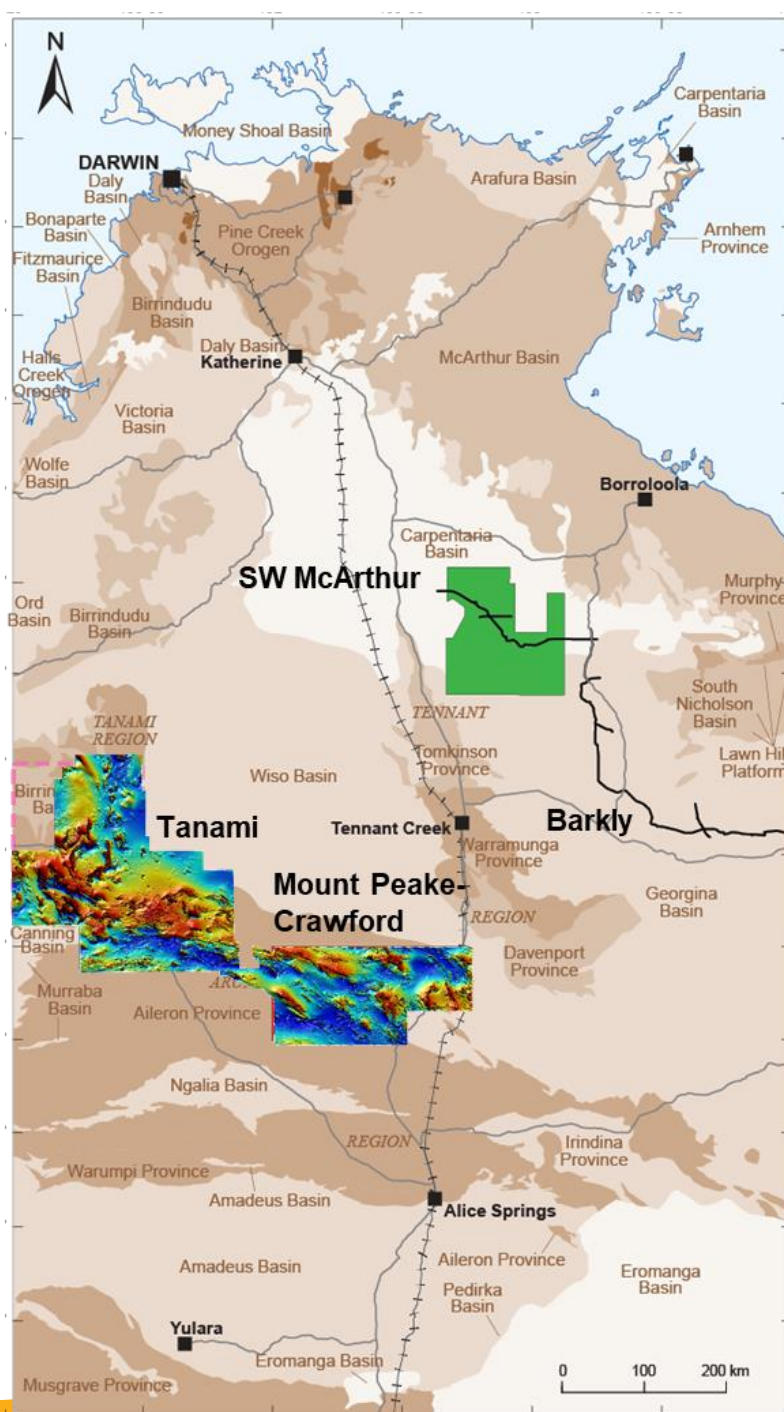 N
Money Shoal Basin
Carpentaria
Basin
DARWIN
Daly
Basin
Arafura Basin
Bonaparte
Basin
Pine Creek
Orogen
Arnhem
Province
Fitzmaurice
Basin
Birrindudu
Basin
Daly Basin
Katherine
McArthur Basin
Halls
Creek
Orogen
Victoria
Basin
Wolfe
Basin
Borroloola
Carpentaria
Basin
SW McArthur
Murphy
Province
Ord
Basin
Birrindudu
Basin
South
Nicholson
Basin
TENNANT
TANAMI
REGION
Tomkinson
Province
Lawn Hill
Platform
Wiso Basin
Birrin
Ba
Tanami
Tennant Creek
Barkly
Warramunga
Province
Mount Peake-
Crawford
Georgina
Basin
REGION
Canning
Basin
Davenport
Province
Murraba
Basin
Aileron Province
Ngalia Basin
REGION
Irindina
Province
Warumpi Province
Amadeus Basin
Alice Springs
Aileron Province
Amadeus Basin
Pedirka
Basin
Eromanga
Basin
Yulara
Eromanga Basin
0 100 200 km
Musgrave Province